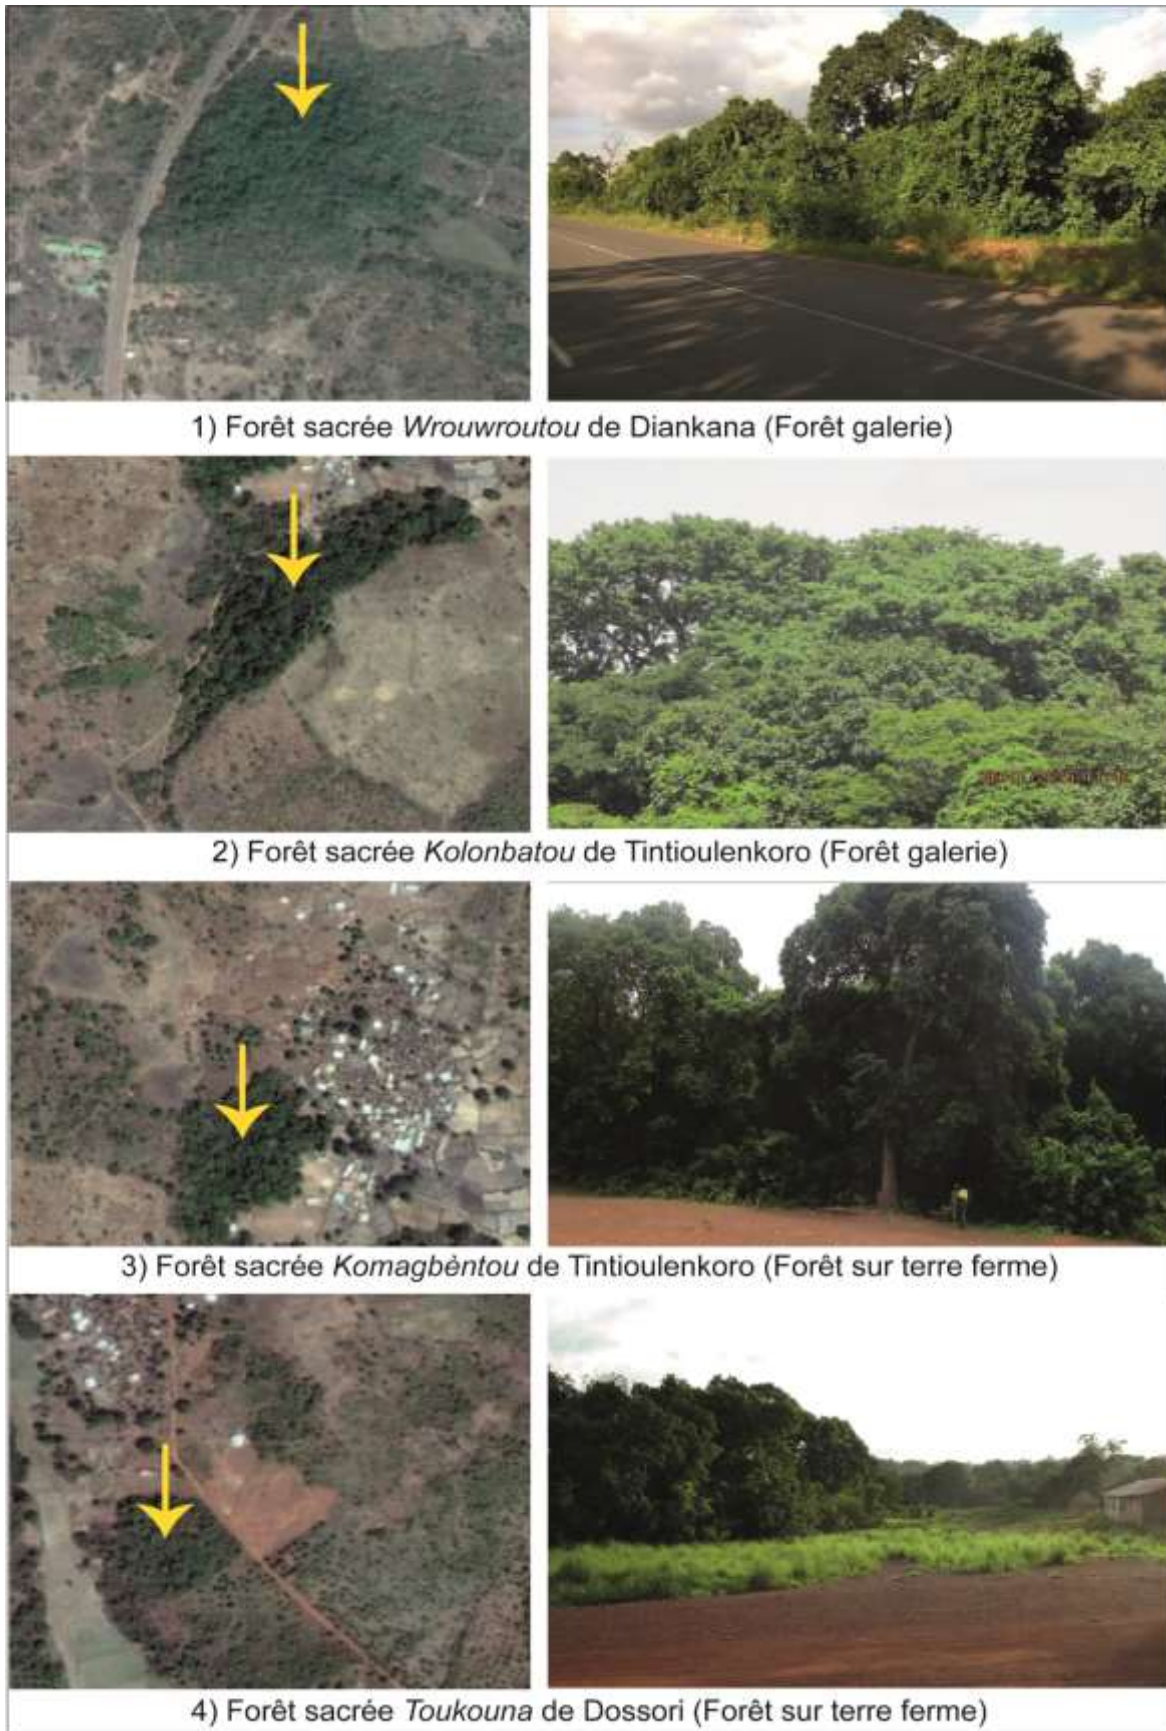 1) Forêt sacrée Wrouwroutou de Diankana (Forêt galerie)
2) Forêt sacrée Kolonbatou de Tintioulenkoro (Forêt galerie)
3) Forêt sacrée Komagbèntou de Tintioulenkoro (Forêt sur terre ferme)
4) Forêt sacrée Toukouna de Dossori (Forêt sur terre ferme)